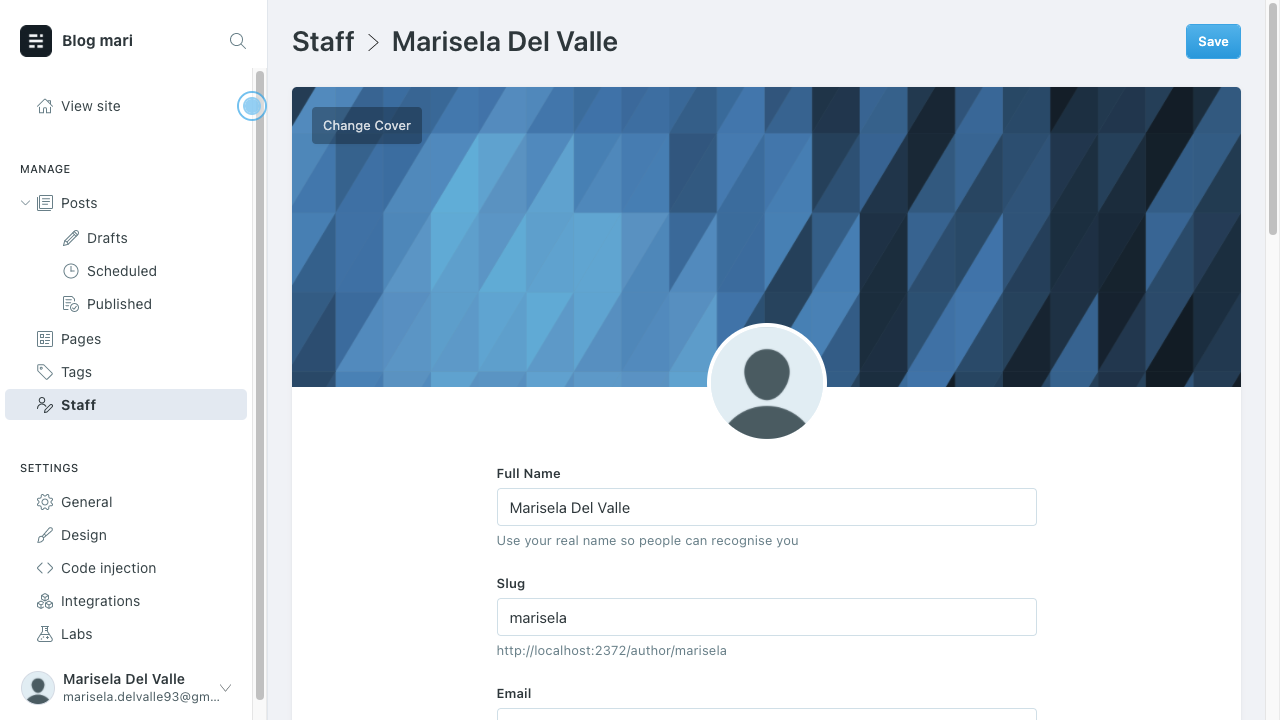 Blog mari
View site
MANAGE
Posts
Drafts
Scheduled
Published
Pages
Tags
Staff
SETTINGS
General
Design
Code injection
Integrations
Labs
Marisela Del Valle
marisela.delvalle93@gm...
Staff > Marisela Del Valle
Save
Change Cover
Full Name
Marisela Del Valle
Use your real name so people can recognise you
Slug
marisela
http://localhost:2372/author/marisela
Email